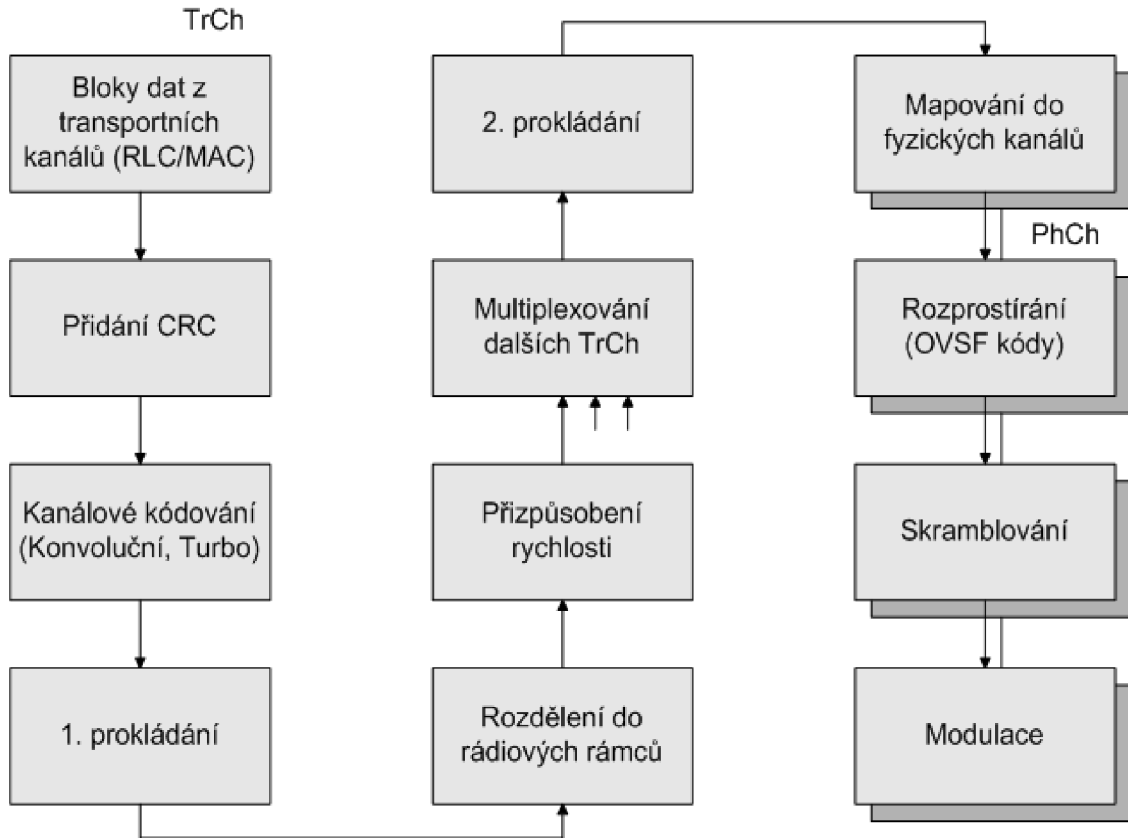 TrCh
Bloky dat z
transportních
kanálů (RLC/MAC)
Přidání CRC
Kanálové kódování
(Konvoluční, Turbo)
1. prokládání
2. prokládání
Multiplexování
dalších TrCh
Přizpůsobení
rychlosti
Rozdělení do
rádiových rámců
Mapování do
fyzických kanálů
PhCh
Rozprostírání
(OVSF kódy)
Skramblování
Modulace